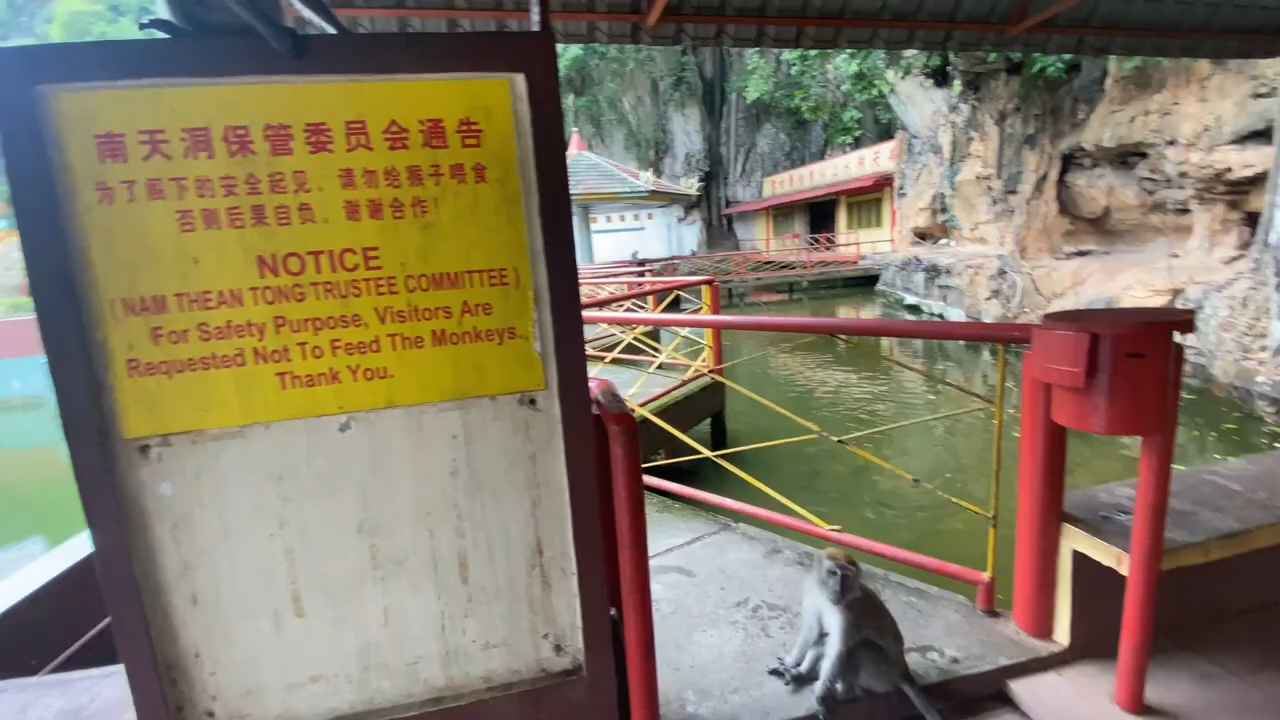 南天洞保管委员会通告
为了阁下的安全起见．请勿给猴子喂食
否则后果自负．谢谢合作！
NOTICE
( NAM THEAN TONG TRUSTEE COMMITTEE )
For Safety Purpose, Visitors Are
Requested Not To Feed The Monkeys.
Thank You.